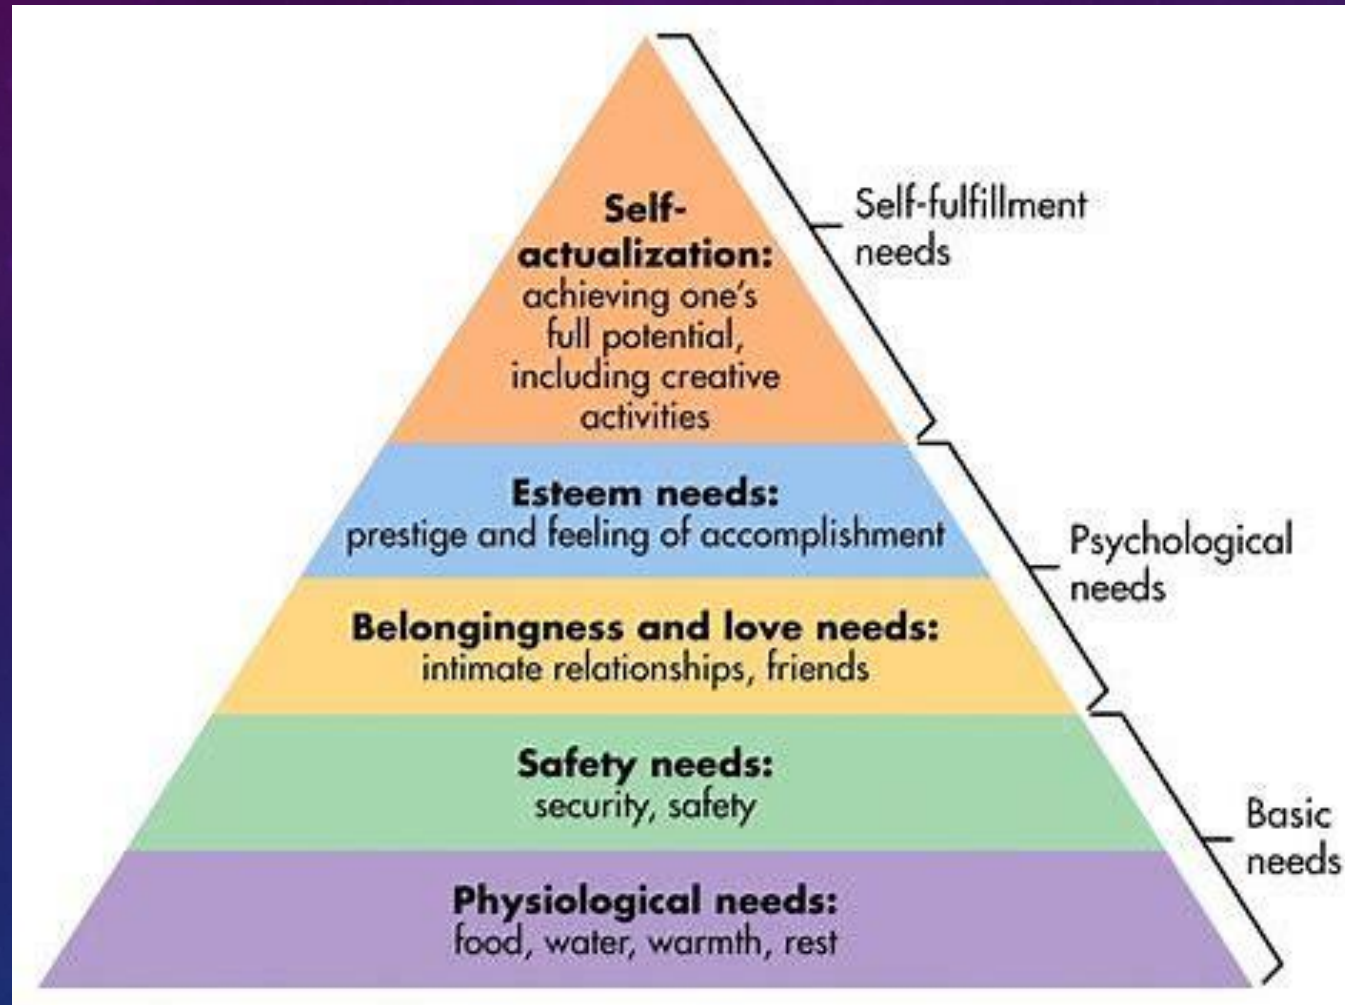 Self-
actualization:
achieving one's
full potential,
including creative
activities
Self-fulfillment
needs
Esteem needs:
prestige and feeling of accomplishment
Psychological
needs
Belongingness and love needs:
intimate relationships, friends
Safety needs:
security, safety
Basic
needs
Physiological needs:
food, water, warmth, rest